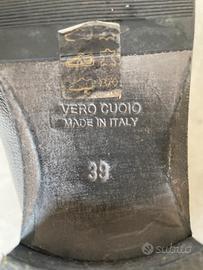 VERO CUOIO
MADE IN ITALY
39
subito